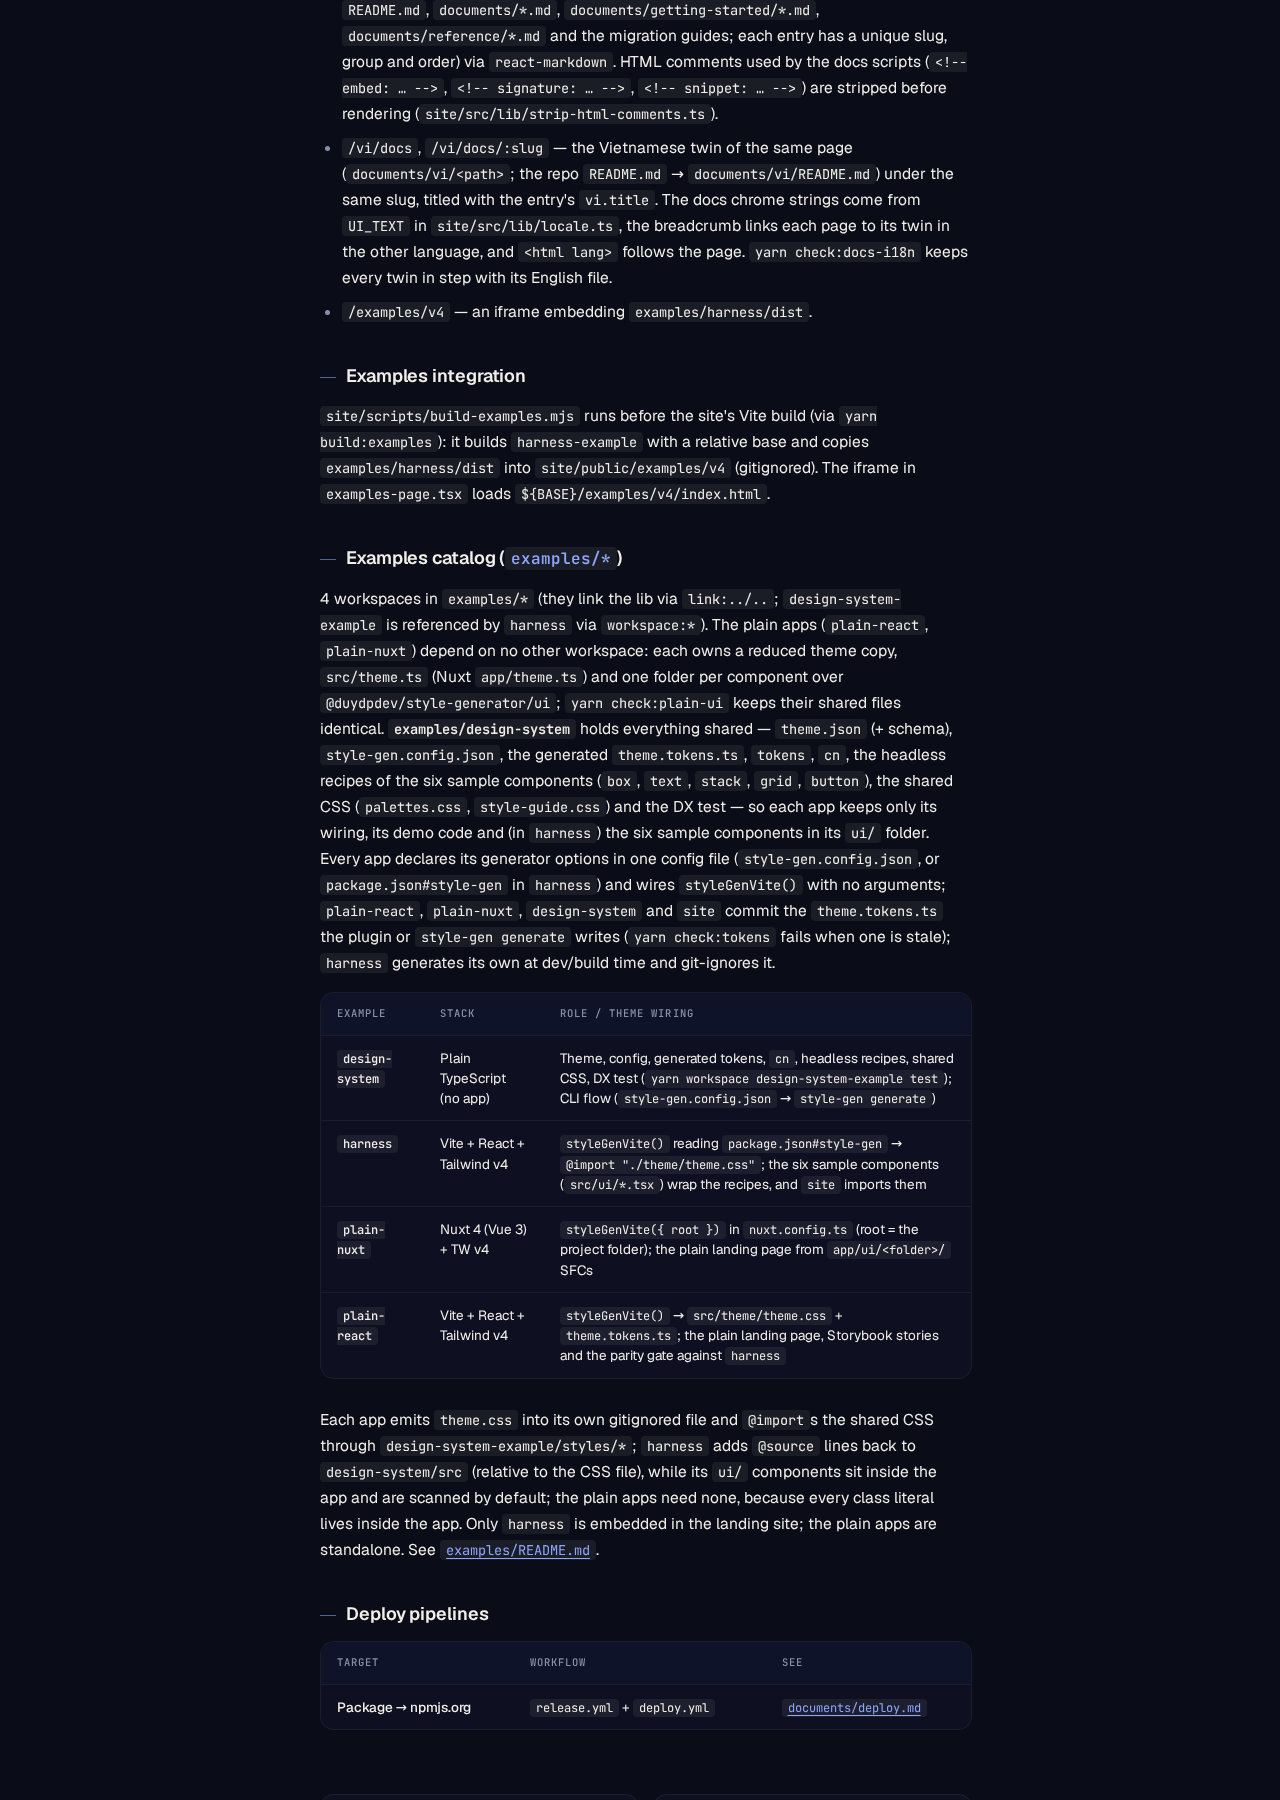 README.md, documents/*.md, documents/getting-started/*.md,
documents/reference/*.md and the migration guides; each entry has a unique slug,
group and order) via react-markdown. HTML comments used by the docs scripts (<!--
embed: … -->, <!-- signature: … -->, <!-- snippet: … -->) are stripped before
rendering (site/src/lib/strip-html-comments.ts).
• /vi/docs, /vi/docs/:slug — the Vietnamese twin of the same page
(documents/vi/<path>; the repo README.md → documents/vi/README.md) under the
same slug, titled with the entry's vi.title. The docs chrome strings come from
UI_TEXT in site/src/lib/locale.ts, the breadcrumb links each page to its twin in
the other language, and <html lang> follows the page. yarn check:docs-i18n keeps
every twin in step with its English file.
• /examples/v4 — an iframe embedding examples/harness/dist.
— Examples integration
site/scripts/build-examples.mjs runs before the site's Vite build (via yarn
build:examples): it builds harness-example with a relative base and copies
examples/harness/dist into site/public/examples/v4 (gitignored). The iframe in
examples-page.tsx loads ${BASE}/examples/v4/index.html.
— Examples catalog (examples/*)
4 workspaces in examples/* (they link the lib via link:../..; design-system-
example is referenced by harness via workspace:*). The plain apps (plain-react,
plain-nuxt) depend on no other workspace: each owns a reduced theme copy,
src/theme.ts (Nuxt app/theme.ts) and one folder per component over
@duydpdev/style-generator/ui; yarn check:plain-ui keeps their shared files
identical. examples/design-system holds everything shared — theme.json (+ schema),
style-gen.config.json, the generated theme.tokens.ts, tokens, cn, the headless
recipes of the six sample components (box, text, stack, grid, button), the shared
CSS (palettes.css, style-guide.css) and the DX test — so each app keeps only its
wiring, its demo code and (in harness) the six sample components in its ui/ folder.
Every app declares its generator options in one config file (style-gen.config.json, or
package.json#style-gen in harness) and wires styleGenVite() with no arguments;
plain-react, plain-nuxt, design-system and site commit the theme.tokens.ts
the plugin or style-gen generate writes (yarn check:tokens fails when one is stale);
harness generates its own at dev/build time and git-ignores it.
EXAMPLE STACK ROLE / THEME WIRING
design- Plain Theme, config, generated tokens, cn, headless recipes, shared
system TypeScript CSS, DX test (yarn workspace design-system-example test);
(no app) CLI flow (style-gen.config.json → style-gen generate)
harness Vite + React + styleGenVite() reading package.json#style-gen →
Tailwind v4 @import "./theme/theme.css"; the six sample components
(src/ui/*.tsx) wrap the recipes, and site imports them
plain- Nuxt 4 (Vue 3) styleGenVite({ root }) in nuxt.config.ts (root = the
nuxt + TW v4 project folder); the plain landing page from app/ui/<folder>/
SFCs
plain- Vite + React + styleGenVite() → src/theme/theme.css +
react Tailwind v4 theme.tokens.ts; the plain landing page, Storybook stories
and the parity gate against harness
Each app emits theme.css into its own gitignored file and @imports the shared CSS
through design-system-example/styles/*; harness adds @source lines back to
design-system/src (relative to the CSS file), while its ui/ components sit inside the
app and are scanned by default; the plain apps need none, because every class literal
lives inside the app. Only harness is embedded in the landing site; the plain apps are
standalone. See examples/README.md.
— Deploy pipelines
TARGET WORKFLOW SEE
Package → npmjs.org release.yml + deploy.yml documents/deploy.md